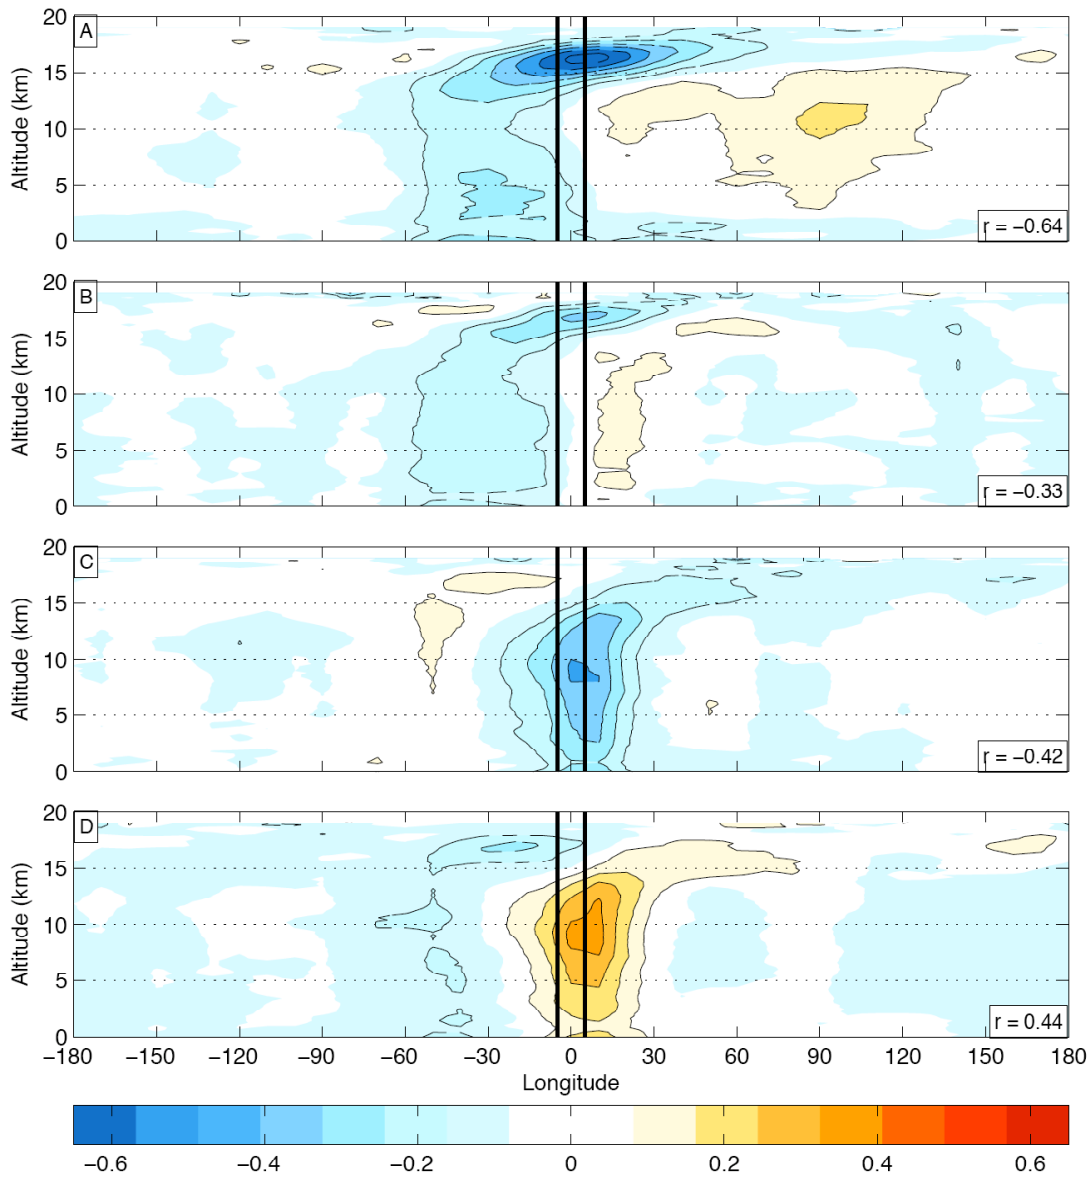 20
15
10
5
0
Altitude (km)
A
r = −0.64
20
15
10
5
0
Altitude (km)
B
r = −0.33
20
15
10
5
0
Altitude (km)
C
r = −0.42
20
15
10
5
0
Altitude (km)
D
r = 0.44
−180 −150 −120 −90 −60 −30 0 30 60 90 120 150 180
Longitude
−0.6 −0.4 −0.2 0 0.2 0.4 0.6